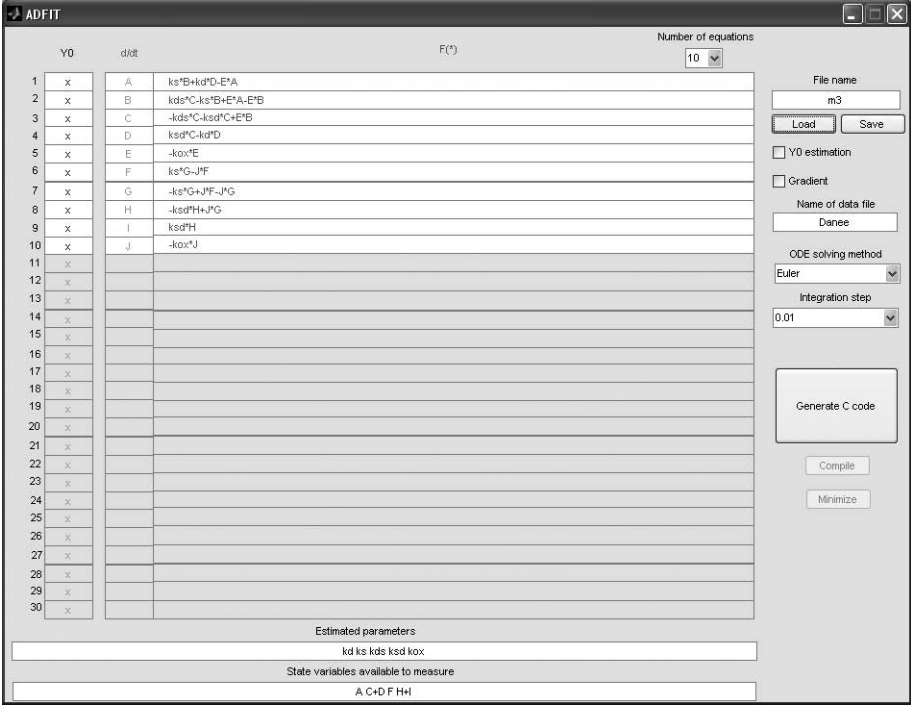 ADFIT
Number of equations
Y0 d/dt F(*) 10
1 x A ks*B+kd*D-E*A
2 x B kds*C-ks*B+E*A-E*B
3 x C -kds*C-ksd*C+E*B
4 x D ksd*C-kd*D
5 x E -kox*E
6 x F ks*G-J*F
7 x G -ks*G+J*F-J*G
8 x H -ksd*H+J*G
9 x I ksd*H
10 x J -kox*J
11 x
12 x
13 x
14 x
15 x
16 x
17 x
18 x
19 x
20 x
21 x
22 x
23 x
24 x
25 x
26 x
27 x
28 x
29 x
30 x
File name
m3
Load Save
Y0 estimation
Gradient
Name of data file
Danee
ODE solving method
Euler
Integration step
0.01
Generate C code
Compile
Minimize
Estimated parameters
kd ks kds ksd kox
State variables available to measure
A C+D F H+I